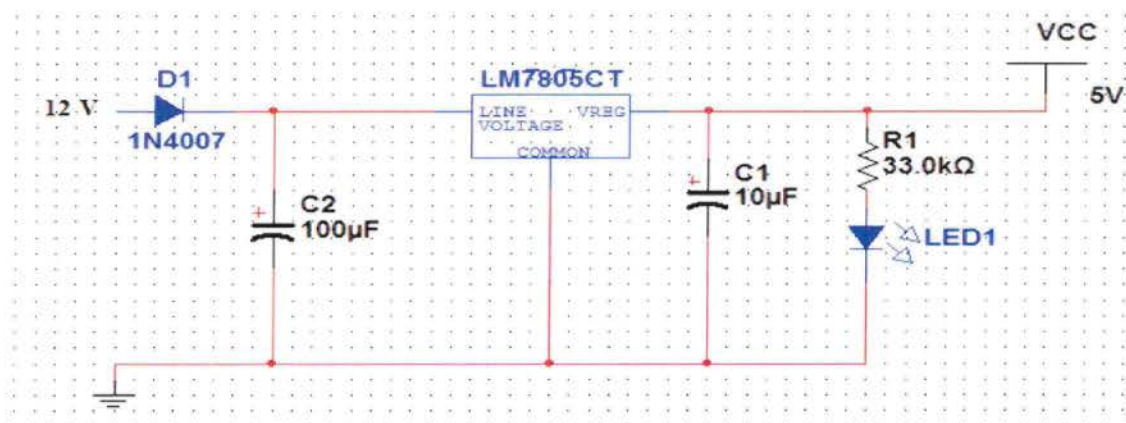 VCC
D1
LM7805CT
12 V
5V
LINE VREG
VOLTAGE
1N4007
COMMON
R1
33.0kΩ
C1
10µF
C2
100µF
LED1